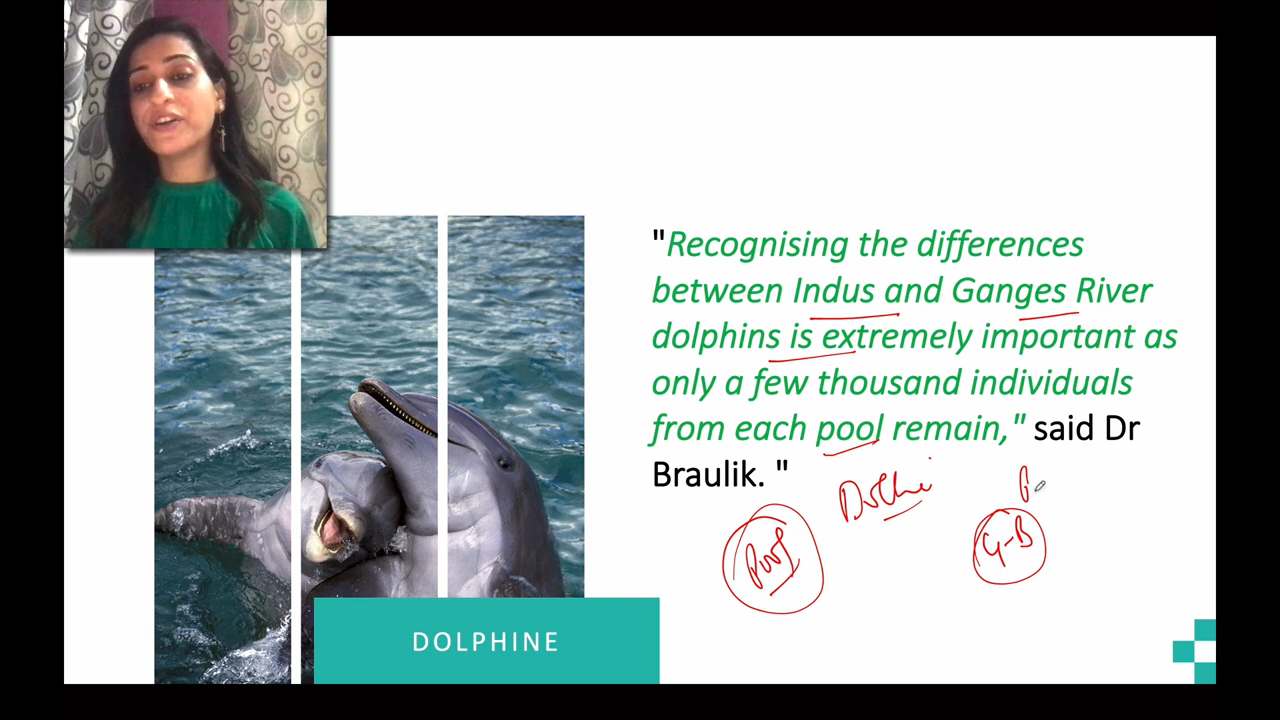 "Recognising the differences
between Indus and Ganges River
dolphins is extremely important as
only a few thousand individuals
from each pool remain," said Dr
Braulik. "
Pool
G-B
DOLPHINE